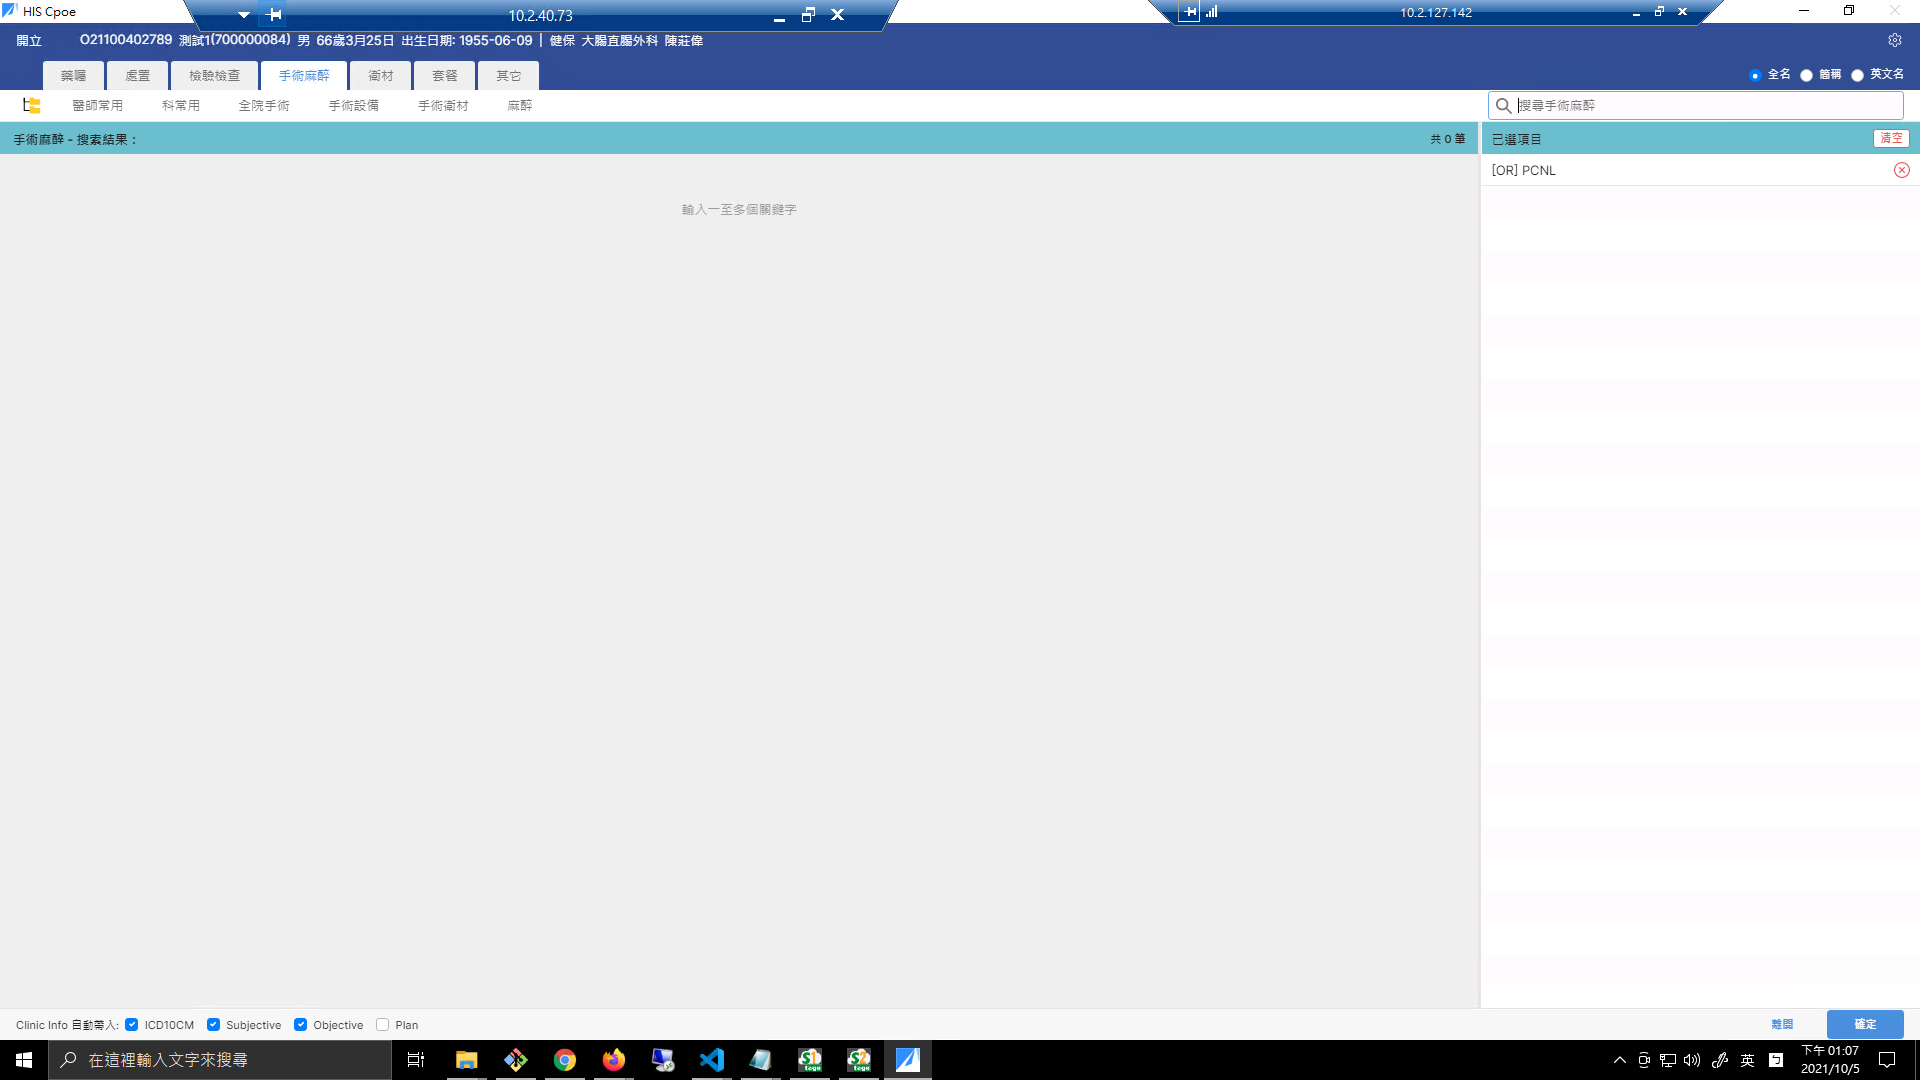 HIS Cpoe
10.2.40.73
10.2.127.142
開立 O21100402789 測試1(700000084) 男 66歲3月25日 出生日期: 1955-06-09 | 健保 大腸直腸外科 陳莊偉
藥囑 處置 檢驗檢查 手術麻醉 衛材 套餐 其它
全名 簡稱 英文名
醫師常用 科常用 全院手術 手術設備 手術衛材 麻醉
搜尋手術麻醉
手術麻醉 - 搜索結果：
共 0 筆
已選項目
清空
輸入一至多個關鍵字
[OR] PCNL
Clinic Info 自動帶入: ICD10CM Subjective Objective Plan
離開 確定
在這裡輸入文字來搜尋
S1
toga
S2
toga
英
ㄅ
下午 01:07
2021/10/5